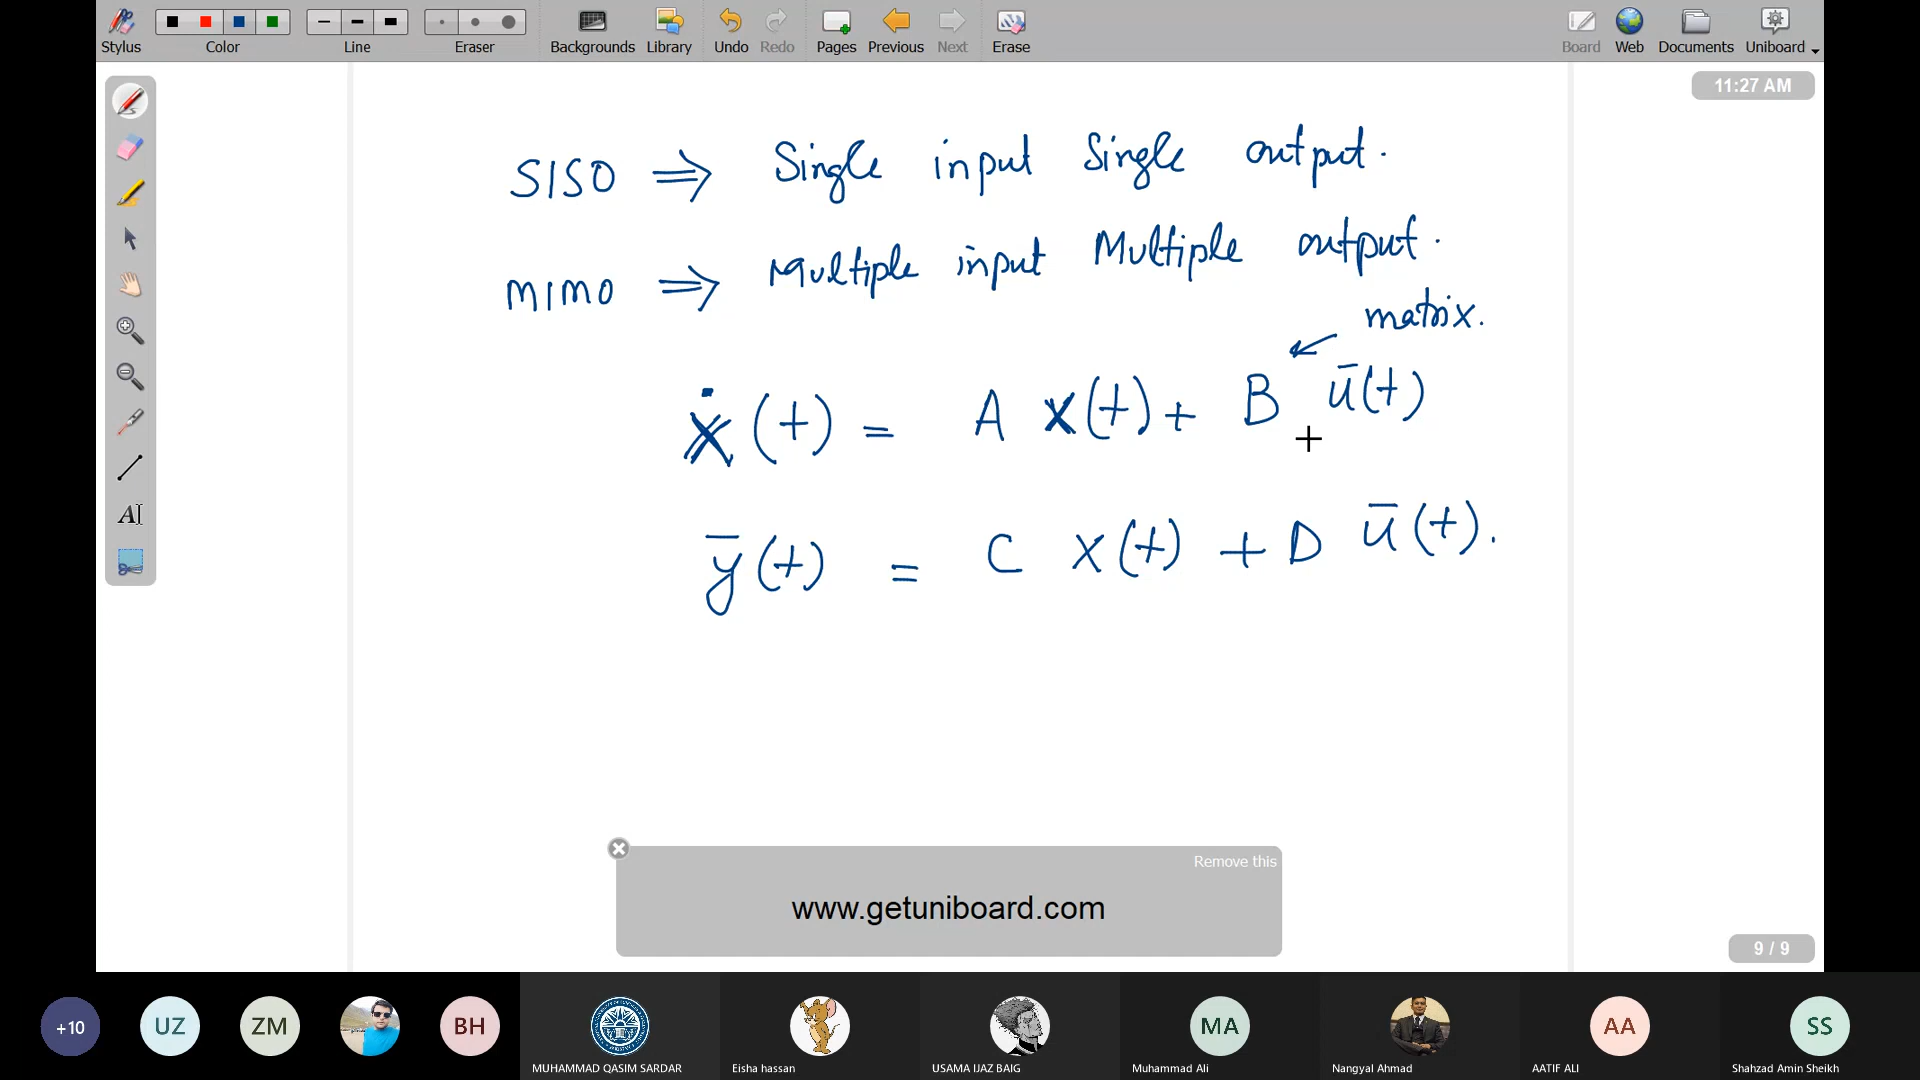 Stylus Color Line Eraser Backgrounds Library Undo Redo Pages Previous Next Erase Board Web Documents Uniboard
11:27 AM
SISO ⇒ Single input Single output.
MIMO ⇒ Multiple input Multiple output.
matrix.
ẋ(t) = A x(t) + B ū(t)
ȳ(t) = C x(t) + D ū(t).
AI
Remove this
www.getuniboard.com
9 / 9
+10 UZ ZM BH MA AA SS
MUHAMMAD QASIM SARDAR Eisha hassan USAMA IJAZ BAIG Muhammad Ali Nangyal Ahmad AATIF ALI Shahzad Amin Sheikh